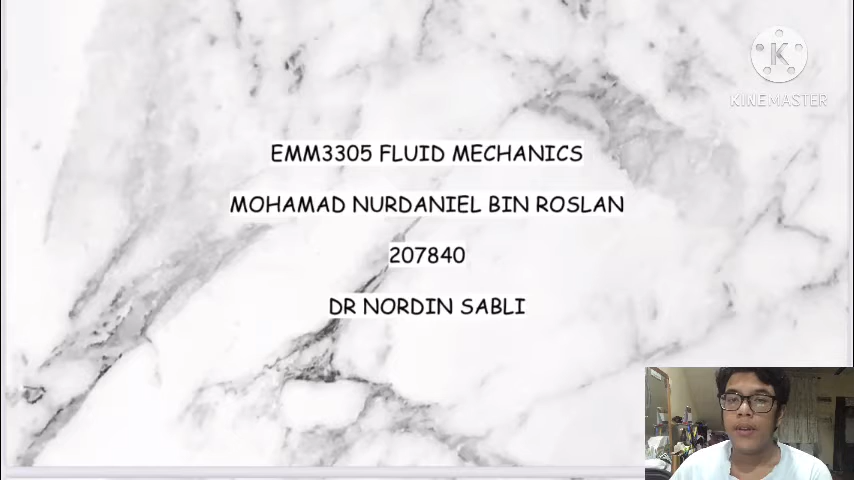 K
KINEMASTER
EMM3305 FLUID MECHANICS
MOHAMAD NURDANIEL BIN ROSLAN
207840
DR NORDIN SABLI